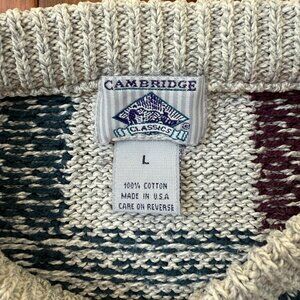 CAMBRIDGE
CLASSICS
L
100% COTTON
MADE IN U.S.A
CARE ON REVERSE